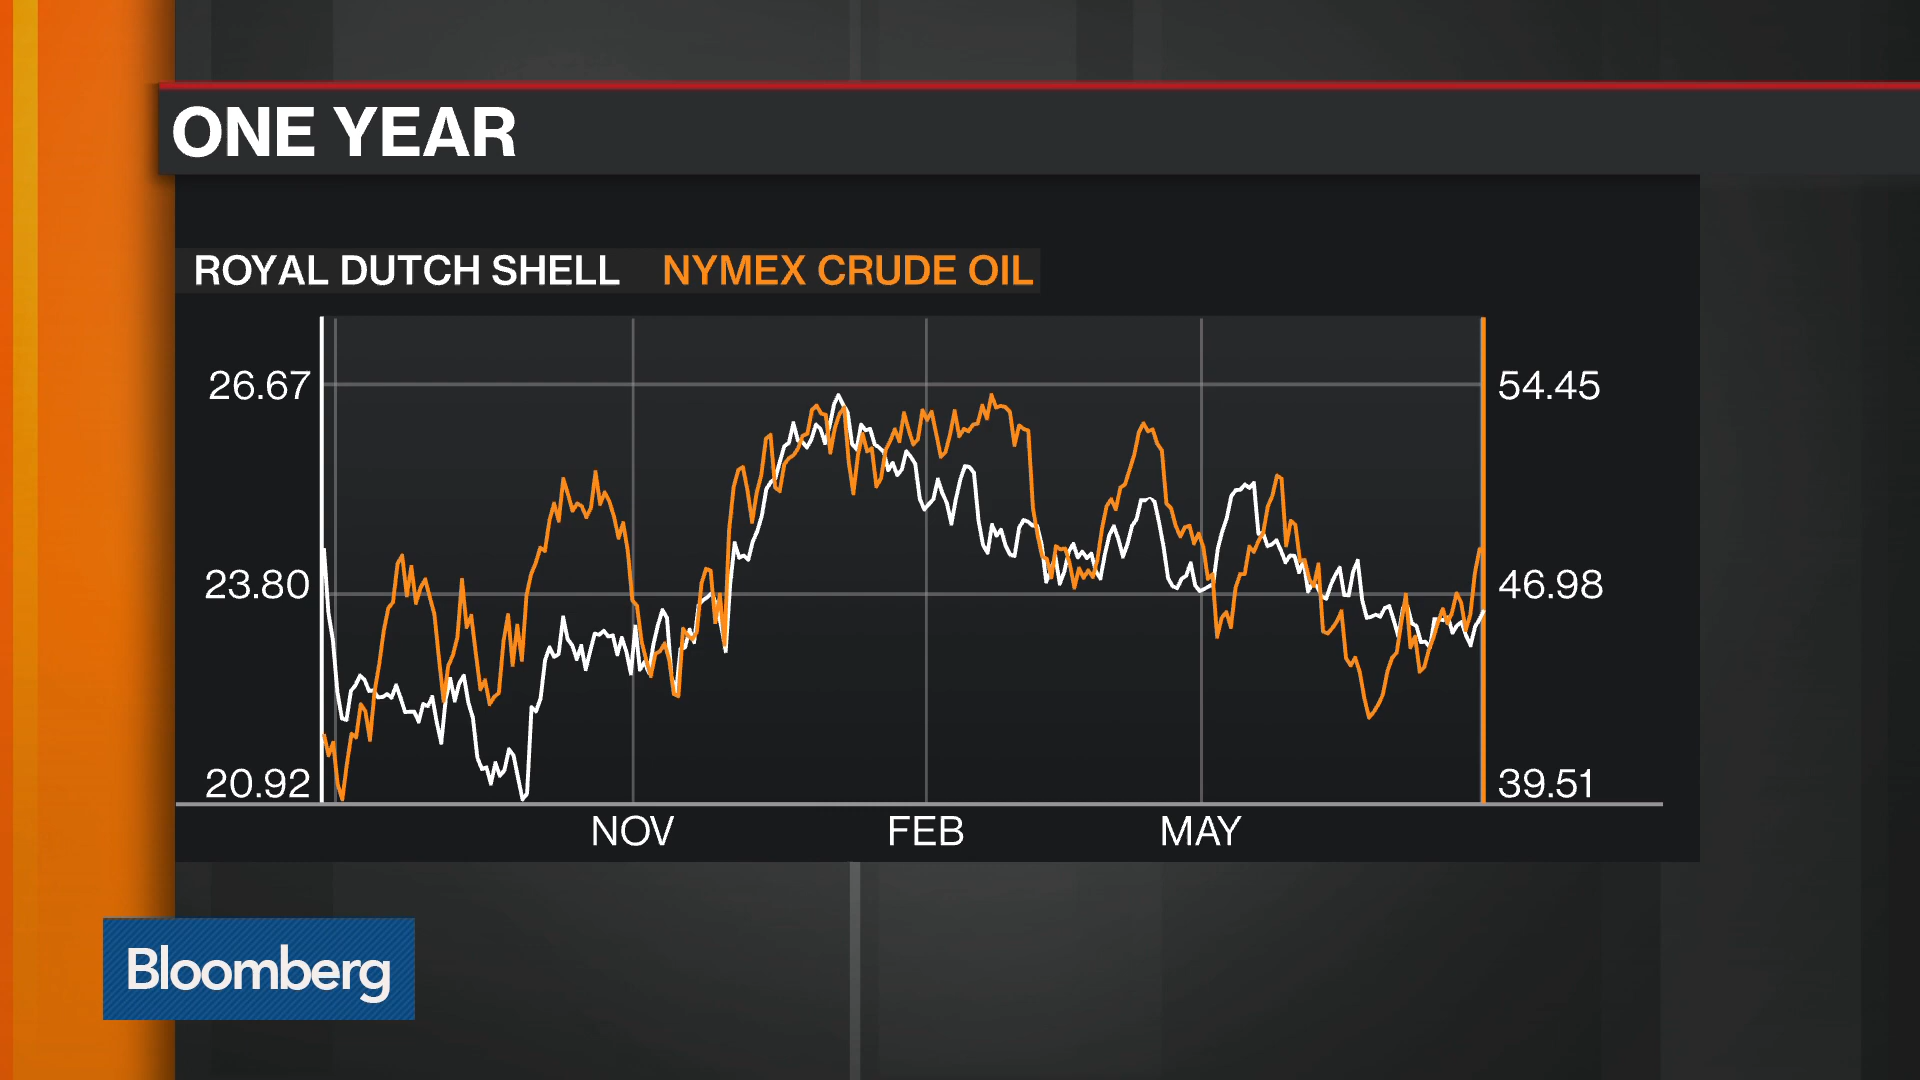 ONE YEAR
ROYAL DUTCH SHELL NYMEX CRUDE OIL
26.67 54.45
23.80 46.98
20.92 39.51
NOV FEB MAY
Bloomberg